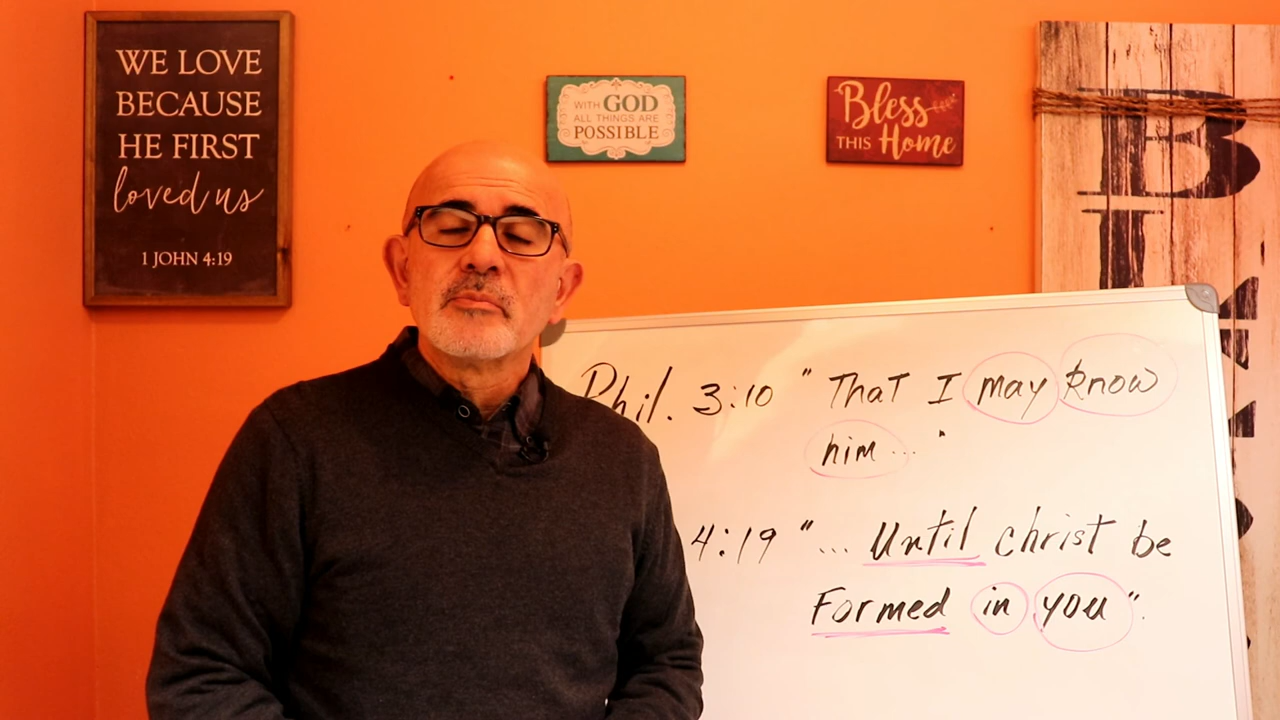 WE LOVE
BECAUSE
HE FIRST
loved us
1 JOHN 4:19
WITH GOD
ALL THINGS ARE
POSSIBLE
Bless
THIS Home
Phil. 3:10 " That I may know
him ... "
4:19 "... Until christ be
Formed in you".